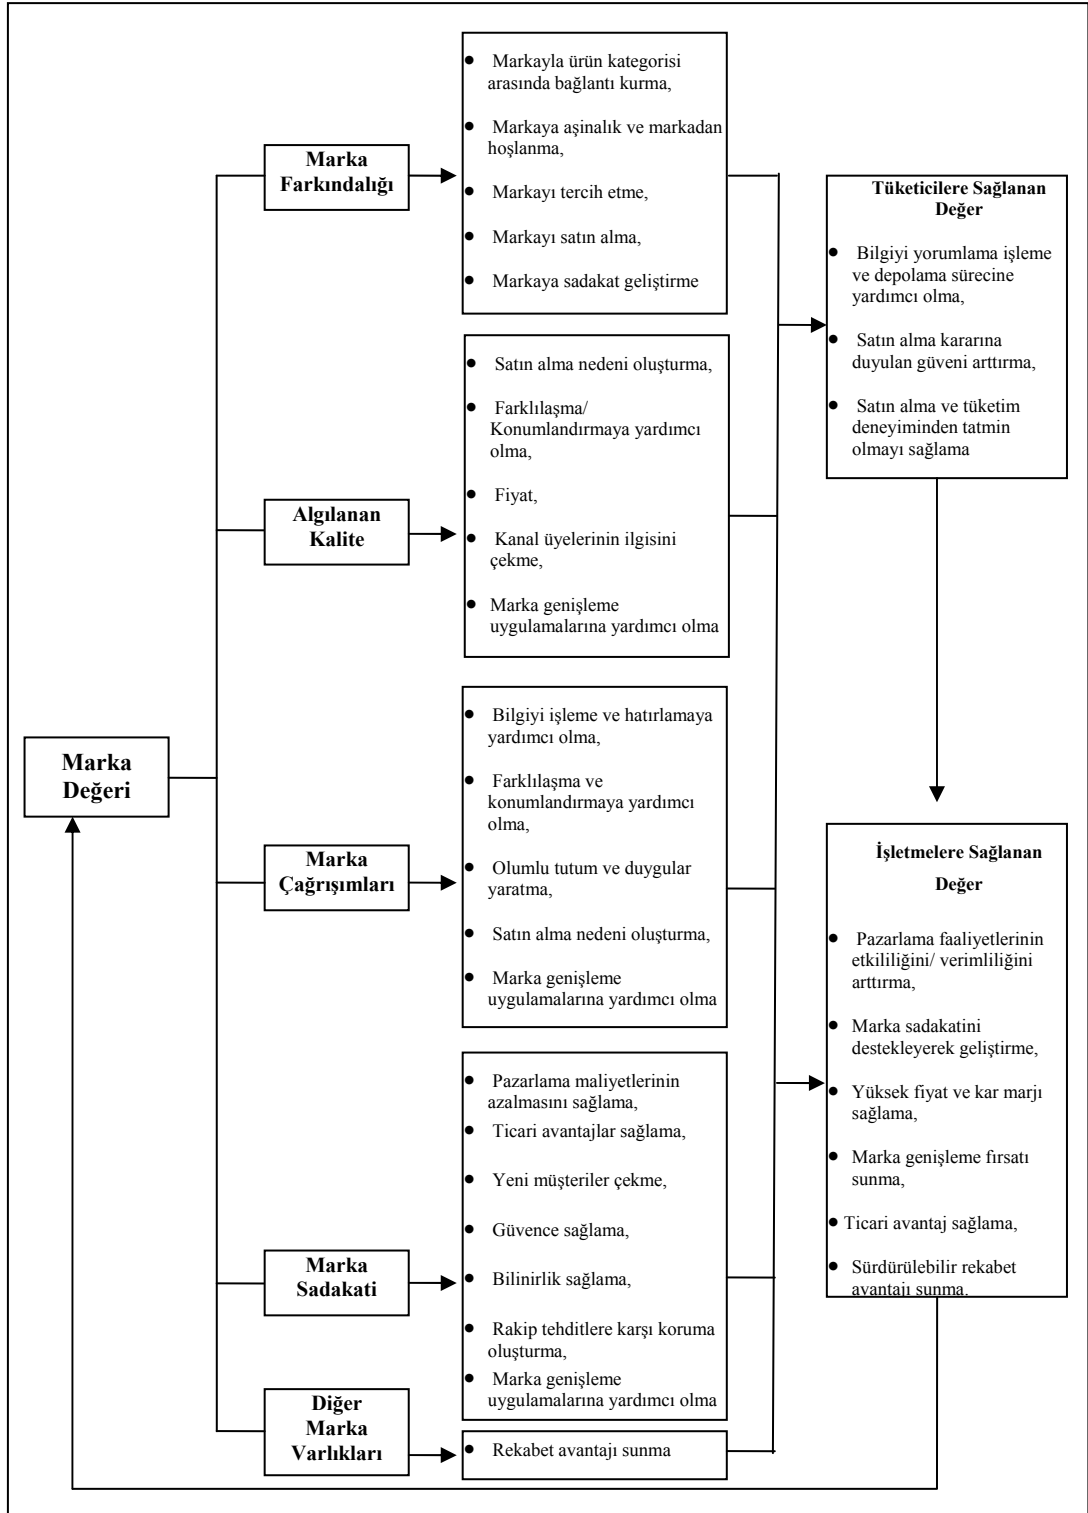 Marka
Değeri
Marka
Farkındalığı
● Markayla ürün kategorisi
arasında bağlantı kurma,
● Markaya aşinalık ve markadan
hoşlanma,
● Markayı tercih etme,
● Markayı satın alma,
● Markaya sadakat geliştirme
Algılanan
Kalite
● Satın alma nedeni oluşturma,
● Farklılaşma/
Konumlandırmaya yardımcı
olma,
● Fiyat,
● Kanal üyelerinin ilgisini
çekme,
● Marka genişleme
uygulamalarına yardımcı olma
Marka
Çağrışımları
● Bilgiyi işleme ve hatırlamaya
yardımcı olma,
● Farklılaşma ve
konumlandırmaya yardımcı
olma,
● Olumlu tutum ve duygular
yaratma,
● Satın alma nedeni oluşturma,
● Marka genişleme
uygulamalarına yardımcı olma
Marka
Sadakati
● Pazarlama maliyetlerinin
azalmasını sağlama,
● Ticari avantajlar sağlama,
● Yeni müşteriler çekme,
● Güvence sağlama,
● Bilinirlik sağlama,
● Rakip tehditlere karşı koruma
oluşturma,
● Marka genişleme
uygulamalarına yardımcı olma
Diğer
Marka
Varlıkları
● Rekabet avantajı sunma
Tüketicilere Sağlanan
Değer
● Bilgiyi yorumlama işleme
ve depolama sürecine
yardımcı olma,
● Satın alma kararına
duyulan güveni arttırma,
● Satın alma ve tüketim
deneyiminden tatmin
olmayı sağlama
İşletmelere Sağlanan
Değer
● Pazarlama faaliyetlerinin
etkililiğini/ verimliliğini
arttırma,
● Marka sadakatini
destekleyerek geliştirme,
● Yüksek fiyat ve kar marjı
sağlama,
● Marka genişleme fırsatı
sunma,
● Ticari avantaj sağlama,
● Sürdürülebilir rekabet
avantajı sunma.